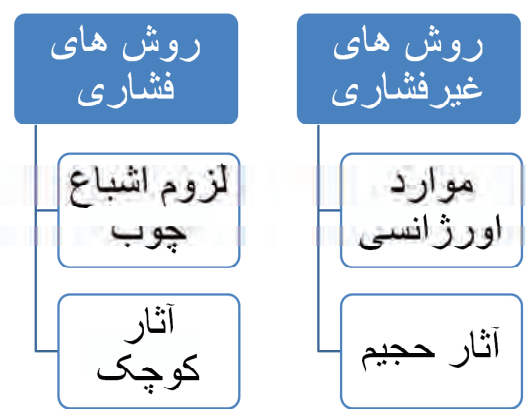 روش های
غیرفشاری
موارد
اورژانسی
آثار حجیم
روش های
فشاری
لزوم اشباع
چوب
آثار
کوچک